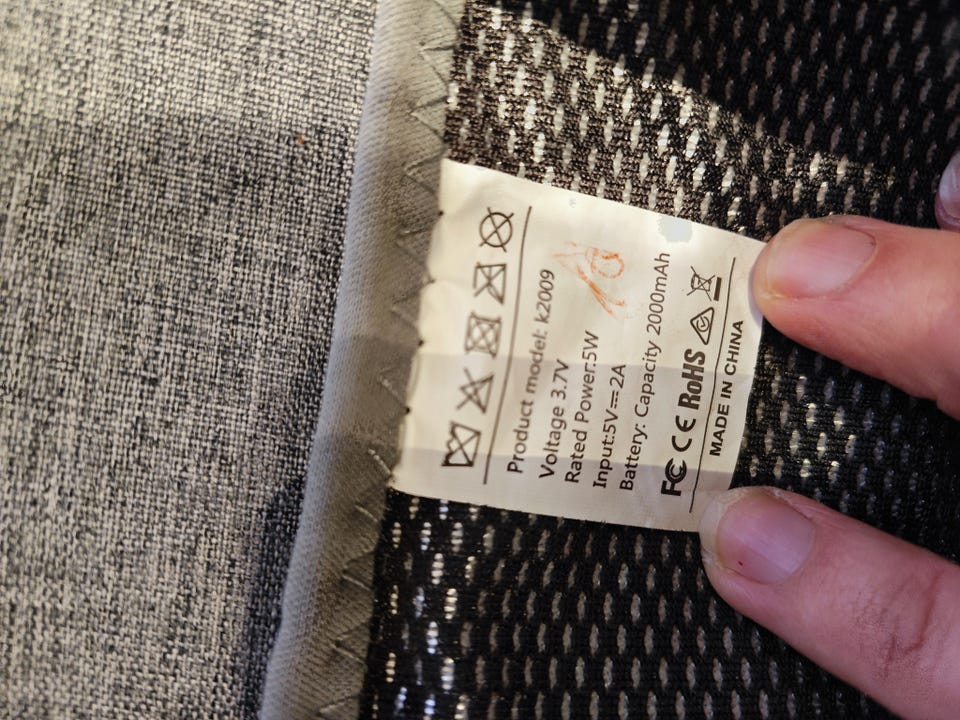 Product model: k2009
Voltage 3.7V
Rated Power:5W
Input:5V⎓2A
Battery: Capacity 2000mAh
FC CE RoHS
MADE IN CHINA